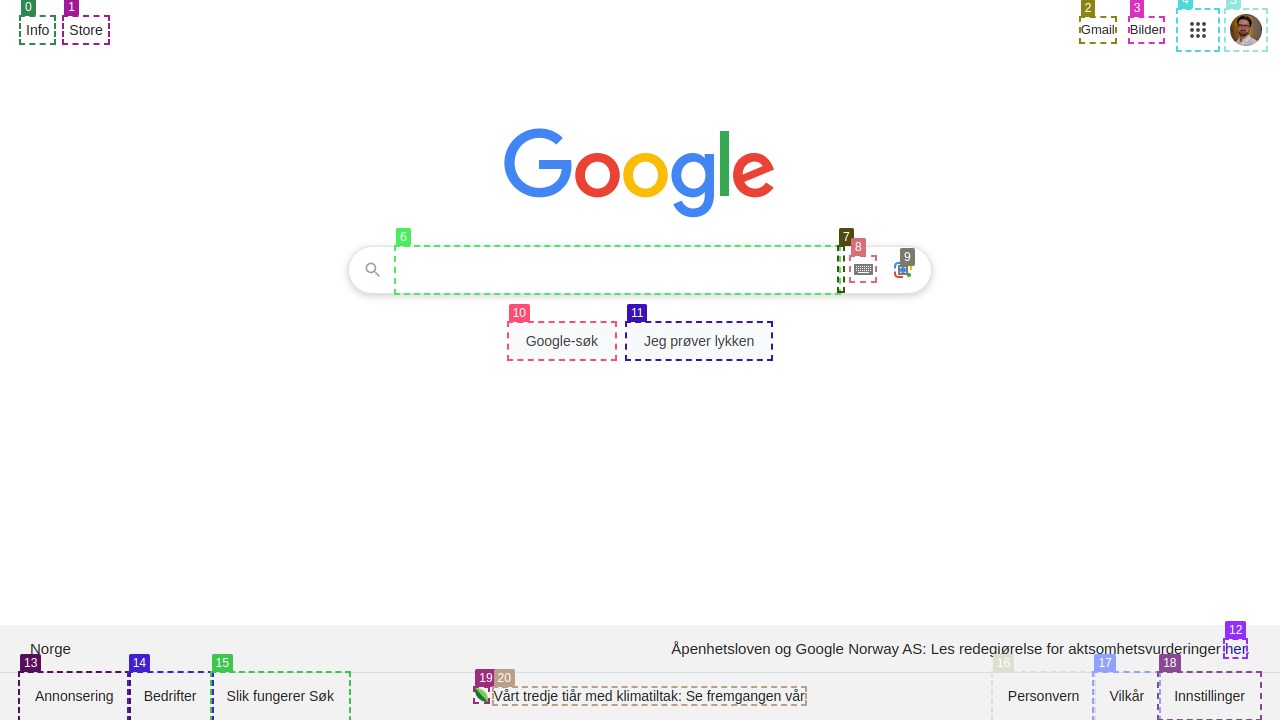 0 1 2 3 4 5
Info Store Gmail Bilder
Google
6 7 8 9
10 11
Google-søk Jeg prøver lykken
12
Norge Åpenhetsloven og Google Norway AS: Les redegjørelse for aktsomhetsvurderinger her.
13 14 15 19 20 16 17 18
Annonsering Bedrifter Slik fungerer Søk Vårt tredje tiår med klimatiltak: Se fremgangen vår Personvern Vilkår Innstillinger